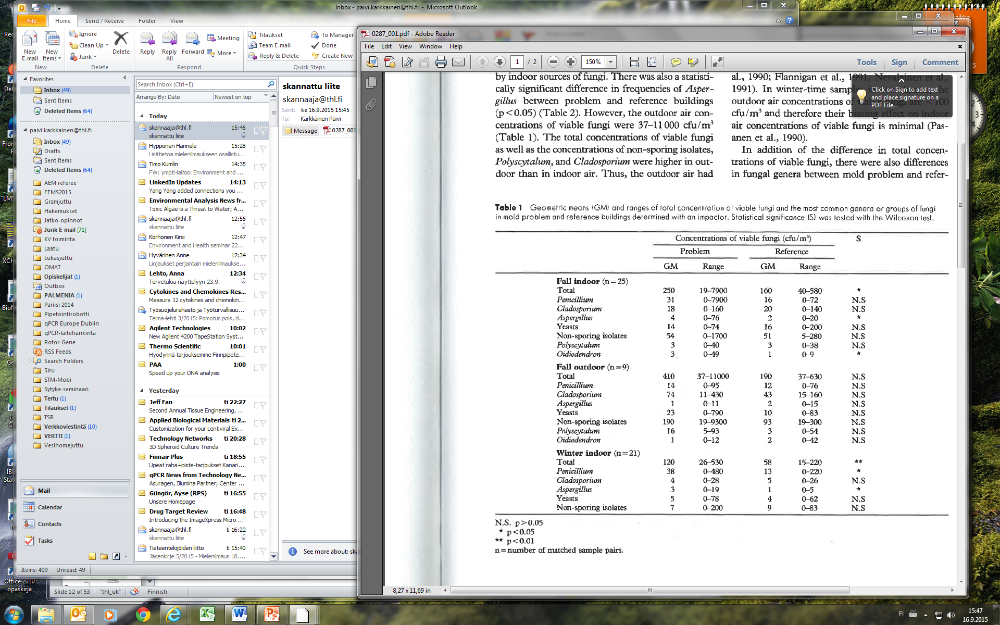 Inbox - paivi.karkkainen@thl.fi - Microsoft Outlook
File Home Send / Receive Folder View
New E-mail
New Items
New
Ignore
Clean Up
Junk
Delete
Delete
Reply
Reply All
Forward
Meeting
More
Respond
Tilaukset
Team E-mail
Reply & Delete
To Manager
Done
Create New
Quick Steps
Favorites
Inbox (49)
Sent Items
Deleted Items (64)
paivi.karkkainen@thl.fi
Inbox (49)
Drafts
Sent Items
Deleted Items (64)
AEM referee
FEMS2015
Gramjuttu
Hakemukset
Jatko-opinnot
Junk E-mail [71]
KV toiminta
Laatu
Lukasjuttu
OMAT
Opiskelijat (1)
Outbox
PALMENIA (1)
Pariisi 2014
Pipetointirobotti
qPCR Europe Dublin
qPCR-laitehankinta
Rotor-Gene
RSS Feeds
Search Folders
Siru
STM-Mobi
Sytyke-seminaari
Tertu (1)
Tilaukset (1)
TSR
Verkkoviestintä (10)
VERTTI (1)
Vesihomejuttu
Mail
Calendar
Contacts
Tasks
Items: 409 Unread: 49
Search Inbox (Ctrl+E)
Arrange By: Date Newest on top
Today
skannaaja@thl.fi 15:46
skannattu liite
Hyppönen Hannele 15:28
Lisätietoa mielenilmaukseen osallistu...
Timo Kumlin 14:35
FW: ympti-laitos: Environment and ...
LinkedIn Updates 14:13
Yang Yang added connections you ...
Environmental Analysis News fr...
Toxic Algae is a Threat to Water; A...
skannaaja@thl.fi 12:55
skannattu liite
Korhonen Kirsi 12:47
Environment and Health seminar 22...
Hyvärinen Anne 12:34
Linjaukset perjantain mielenilmaukse...
Lehto, Anna 12:34
Tervetuloa näyttelyyn 23.9.
Cytokines and Chemokines Res...
Measure 12 cytokines and chemokin...
Työsuojelurahasto ja Työturvallisuu...
Telma-lehti 3/2015: Pomotus pois, d...
Agilent Technologies 10:02
New Agilent 4200 TapeStation Syst...
Thermo Scientific 10:01
Hyödynnä tarjouksemme Finnpipete...
PAA 1:00
Speed up your DNA analysis
Yesterday
Jeff Fan ti 22:27
Second Annual Tissue Engineering, ...
Applied Biological Materials ti 2...
Customization for your Lentiviral Ex...
Technology Networks ti 20:28
3D Spheroid Culture Trends
Finnair Plus ti 18:55
Upeat raha+piste-tarjoukset Kanari...
qPCR News from Technology Ne...
Asuragen, Illumina Partner; Center ...
Güngör, Ayse (RPS) ti 16:55
Unsere Homepage
Drug Target Review ti 16:48
Introducing the ImageXpress Micro ...
skannaaja@thl.fi ti 16:22
skannattu liite
Tieteentekijöiden liitto ti 15:40
Jäsenkirje 5/2015 - Mielenilmaus 18....
skannattu liite
skannaaja@thl.fi
Sent: ke 16.9.2015 15:45
To: Kärkkäinen Päivi
Message 0287_001
See more about: ska
Slide 12 of 53 "thl_uk" Finnish
Office 2010
opaskirja
0287_001.pdf - Adobe Reader
File Edit View Window Help
1 / 2 150% Tools Sign Comment
Click on Sign to add text
and place signature on a
PDF File.
by indoor sources of fungi. There was also a statisti-
cally significant difference in frequencies of Asper-
gillus between problem and reference buildings
(p<0.05) (Table 2). However, the outdoor air con-
centrations of viable fungi were 37–11000 cfu/m³
(Table 1). The total concentrations of viable fungi
as well as the concentrations of non-sporing isolates,
Polyscytalum, and Cladosporium were higher in out-
door than in indoor air. Thus, the outdoor air had
al., 1990; Flannigan et al., 1991; Nevalainen et al.,
1991). In winter-time
outdoor air concentrations of viable fungi are <100
cfu/m³ and therefore their biasing effect on indoor
air concentrations of viable fungi is minimal (Pas-
anen et al., 1990).
In addition of the difference in total concen-
trations of viable fungi, there were also differences
in fungal genera between mold problem and refer-
Table 1 Geometric means (GM) and ranges of total concentration of viable fungi and the most common genera or groups of fungi
in mold problem and reference buildings determined with an impactor. Statistical significance (S) was tested with the Wilcoxon test.
Concentrations of viable fungi (cfu/m³) S
Problem Reference
GM Range GM Range
Fall indoor (n=25)
Total 250 19–7900 160 40–580 *
Penicillium 31 0–7900 16 0–72 N.S
Cladosporium 18 0–160 20 0–140 N.S
Aspergillus 4 0–76 2 0–20 *
Yeasts 14 0–74 16 0–200 N.S
Non-sporing isolates 54 0–1700 51 5–280 N.S
Polyscytalum 3 0–40 3 0–38 N.S
Oidiodendron 3 0–49 1 0–9 *
Fall outdoor (n=9)
Total 410 37–11000 190 37–630 N.S
Penicillium 14 0–95 12 0–76 N.S
Cladosporium 74 11–430 43 15–160 N.S
Aspergillus 1 0–11 2 0–15 N.S
Yeasts 23 0–790 10 0–83 N.S
Non-sporing isolates 190 19–9300 93 19–300 N.S
Polyscytalum 16 5–93 3 0–54 N.S
Oidiodendron 1 0–12 2 0–42 N.S
Winter indoor (n=21)
Total 120 26–530 58 15–220 **
Penicillium 38 0–480 13 0–220 *
Cladosporium 4 0–28 5 0–26 N.S
Aspergillus 3 0–19 1 0–5 *
Yeasts 5 0–78 4 0–62 N.S
Non-sporing isolates 7 0–200 9 0–83 N.S
N.S. p>0.05
* p<0.05
** p<0.01
n=number of matched sample pairs.
8,27 x 11,69 in
FI 15:47
16.9.2015